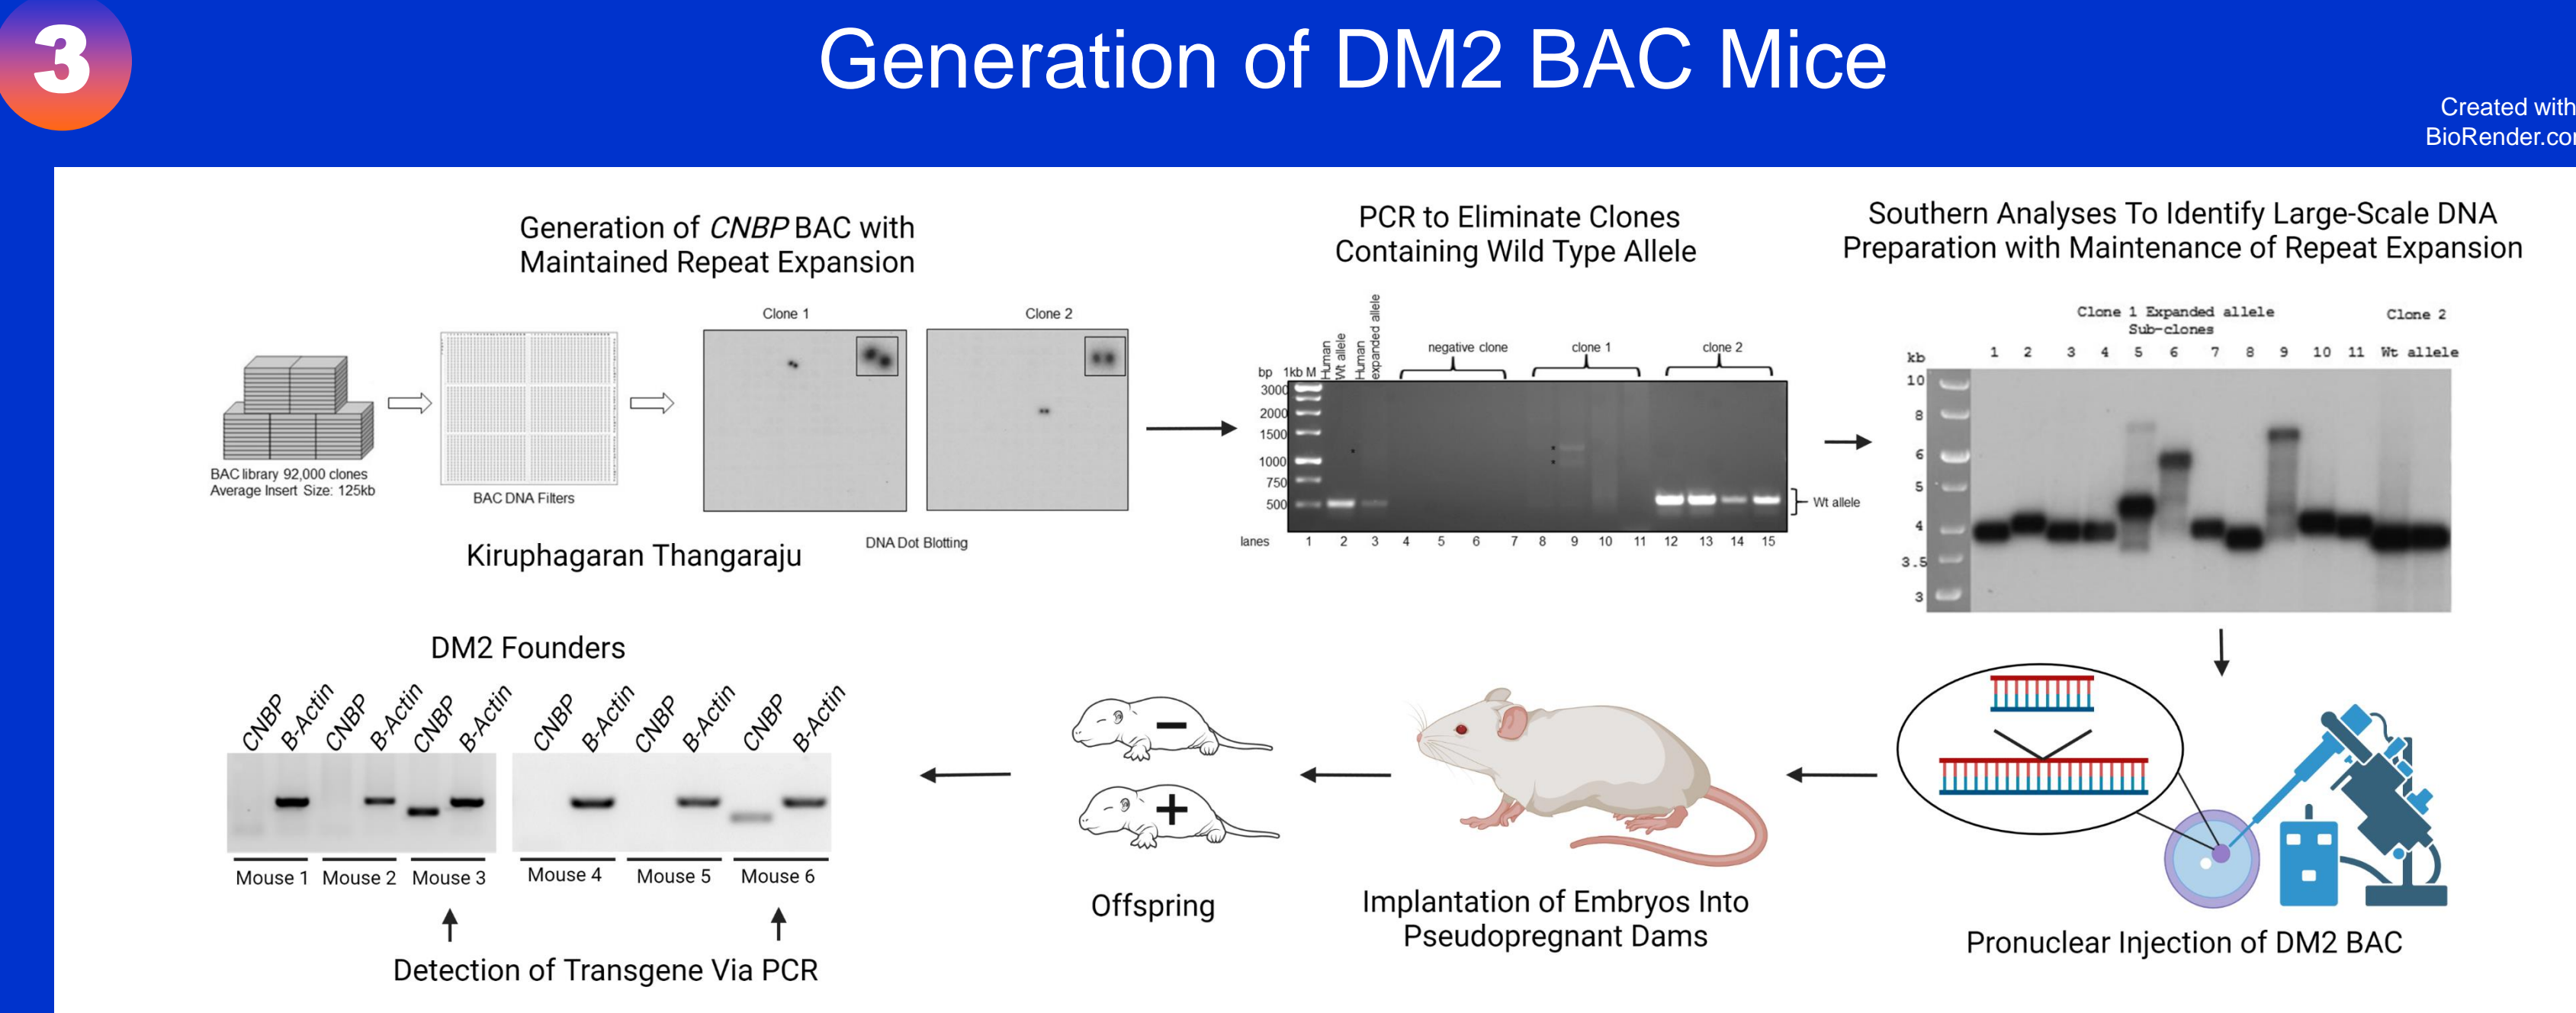 3
Generation of DM2 BAC Mice
Created with
BioRender.co
Generation of CNBP BAC with
Maintained Repeat Expansion
Clone 1
Clone 2
BAC library 92,000 clones
Average Insert Size: 125kb
BAC DNA Filters
DNA Dot Blotting
Kiruphagaran Thangaraju
PCR to Eliminate Clones
Containing Wild Type Allele
Human
Wt allele
Human
expanded allele
negative clone
clone 1
clone 2
bp 1kb M
3000
2000
1500
1000
750
500
Wt allele
lanes 1 2 3 4 5 6 7 8 9 10 11 12 13 14 15
Southern Analyses To Identify Large-Scale DNA
Preparation with Maintenance of Repeat Expansion
Clone 1 Expanded allele
Sub-clones
Clone 2
kb 1 2 3 4 5 6 7 8 9 10 11 Wt allele
10
8
6
5
4
3.5
3
Pronuclear Injection of DM2 BAC
Implantation of Embryos Into
Pseudopregnant Dams
−
+
Offspring
DM2 Founders
CNBP B-Actin CNBP B-Actin CNBP B-Actin CNBP B-Actin CNBP B-Actin CNBP B-Actin
Mouse 1 Mouse 2 Mouse 3 Mouse 4 Mouse 5 Mouse 6
Detection of Transgene Via PCR